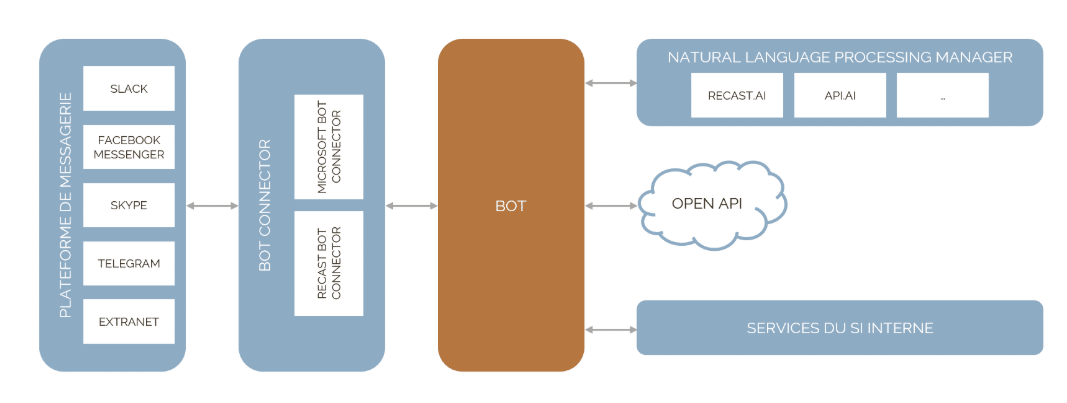 PLATEFORME DE MESSAGERIE
SLACK
FACEBOOK
MESSENGER
SKYPE
TELEGRAM
EXTRANET
BOT CONNECTOR
MICROSOFT BOT
CONNECTOR
RECAST BOT
CONNECTOR
BOT
NATURAL LANGUAGE PROCESSING MANAGER
RECAST.AI
API.AI
..
OPEN API
SERVICES DU SI INTERNE